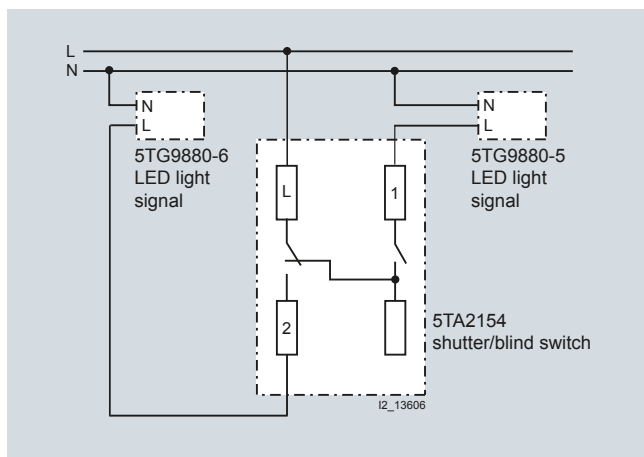 L
N
N
L
5TG9880-6
LED light
signal
N
L
5TG9880-5
LED light
signal
L
1
2
5TA2154
shutter/blind switch
I2_13606